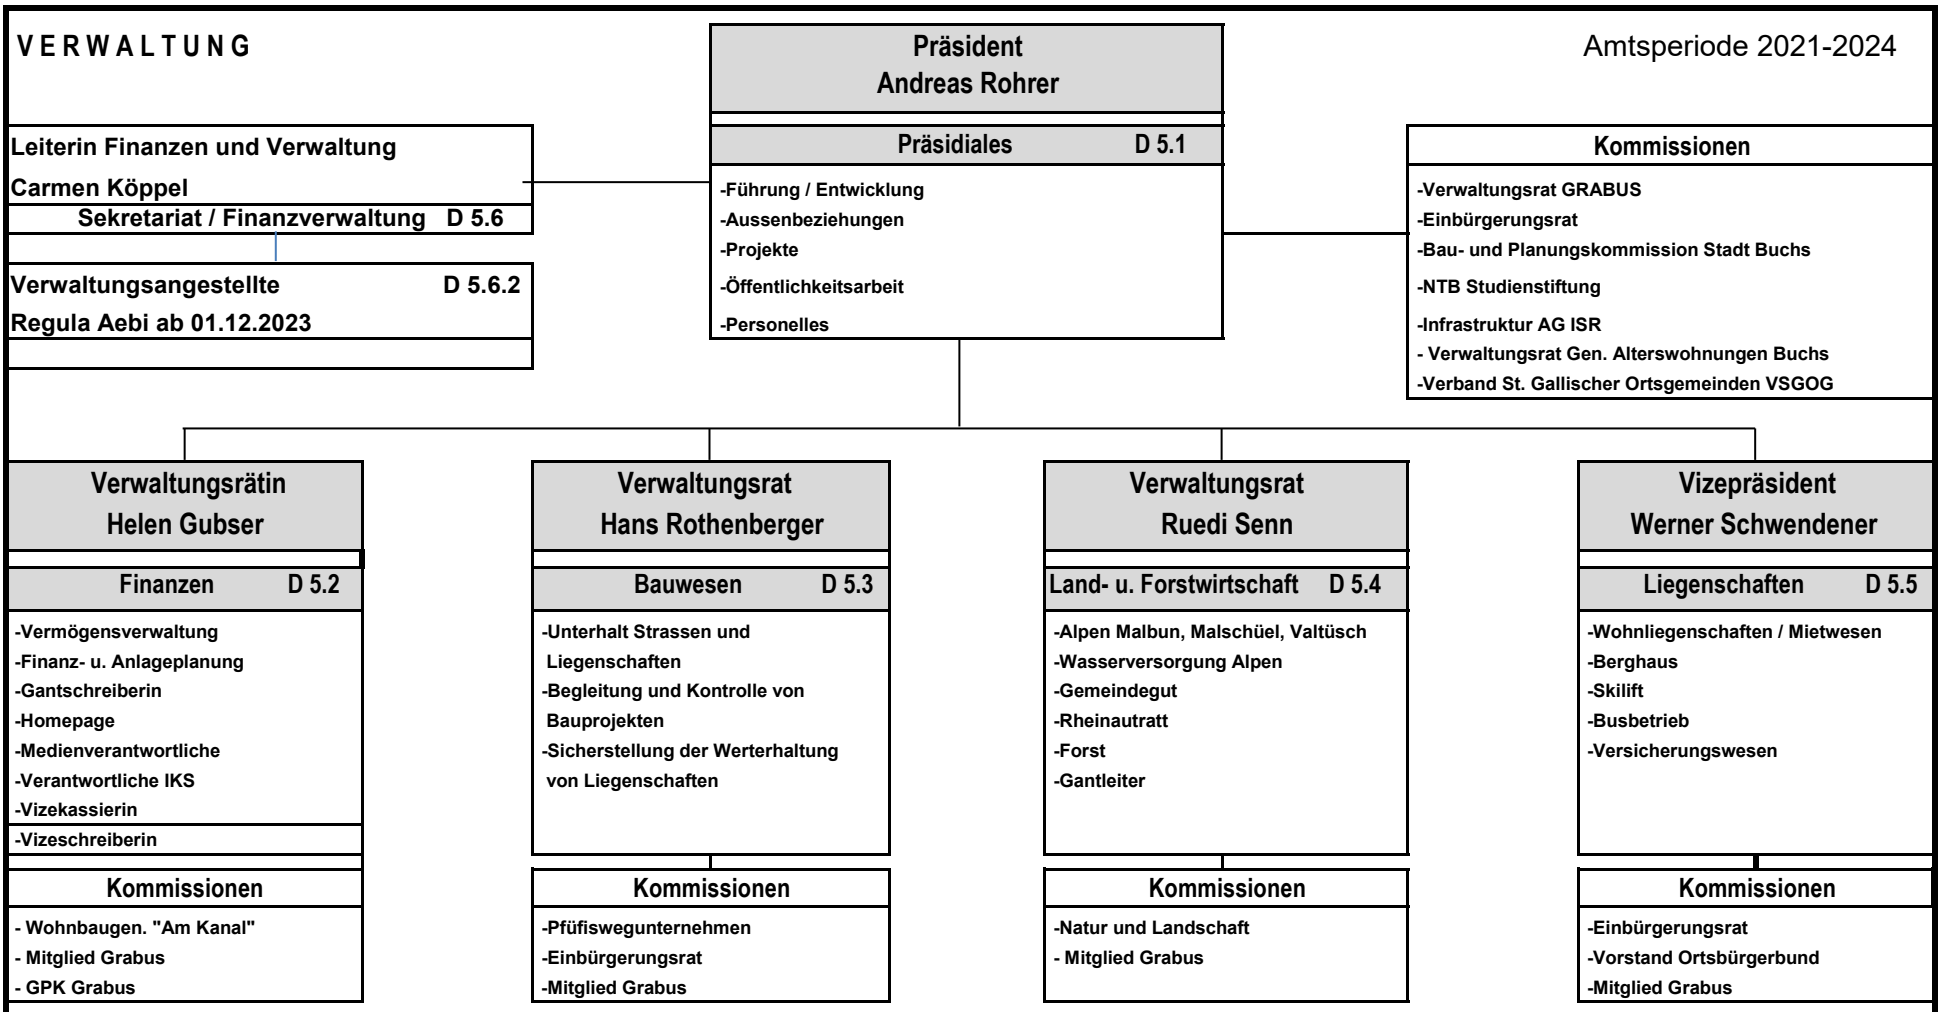 VERWALTUNG
Präsident
Andreas Rohrer
Amtsperiode 2021-2024
Leiterin Finanzen und Verwaltung
Carmen Köppel
Sekretariat / Finanzverwaltung D 5.6
Verwaltungsangestellte D 5.6.2
Regula Aebi ab 01.12.2023
Präsidiales D 5.1
-Führung / Entwicklung
-Aussenbeziehungen
-Projekte
-Öffentlichkeitsarbeit
-Personelles
Kommissionen
-Verwaltungsrat GRABUS
-Einbürgerungsrat
-Bau- und Planungskommission Stadt Buchs
-NTB Studienstiftung
-Infrastruktur AG ISR
- Verwaltungsrat Gen. Alterswohnungen Buchs
-Verband St. Gallischer Ortsgemeinden VSGOG
Verwaltungsrätin
Helen Gubser
Finanzen D 5.2
-Vermögensverwaltung
-Finanz- u. Anlageplanung
-Gantschreiberin
-Homepage
-Medienverantwortliche
-Verantwortliche IKS
-Vizekassierin
-Vizeschreiberin
Kommissionen
- Wohnbaugen. "Am Kanal"
- Mitglied Grabus
- GPK Grabus
Verwaltungsrat
Hans Rothenberger
Bauwesen D 5.3
-Unterhalt Strassen und
Liegenschaften
-Begleitung und Kontrolle von
Bauprojekten
-Sicherstellung der Werterhaltung
von Liegenschaften
Kommissionen
-Pfüfiswegunternehmen
-Einbürgerungsrat
-Mitglied Grabus
Verwaltungsrat
Ruedi Senn
Land- u. Forstwirtschaft D 5.4
-Alpen Malbun, Malschüel, Valtüsch
-Wasserversorgung Alpen
-Gemeindegut
-Rheinautratt
-Forst
-Gantleiter
Kommissionen
-Natur und Landschaft
- Mitglied Grabus
Vizepräsident
Werner Schwendener
Liegenschaften D 5.5
-Wohnliegenschaften / Mietwesen
-Berghaus
-Skilift
-Busbetrieb
-Versicherungswesen
Kommissionen
-Einbürgerungsrat
-Vorstand Ortsbürgerbund
-Mitglied Grabus